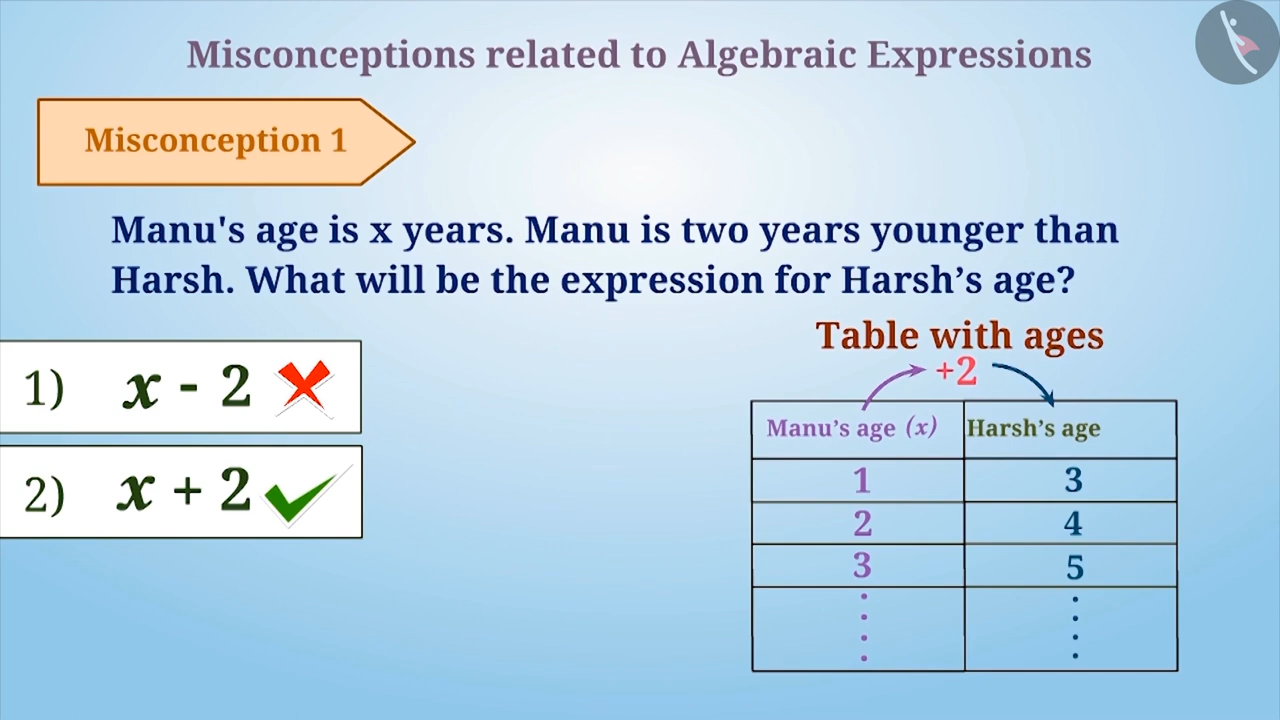 Misconceptions related to Algebraic Expressions
Misconception 1
Manu's age is x years. Manu is two years younger than
Harsh. What will be the expression for Harsh’s age?
1) x - 2
2) x + 2
Table with ages
+2
Manu’s age (x) Harsh’s age
1 3
2 4
3 5